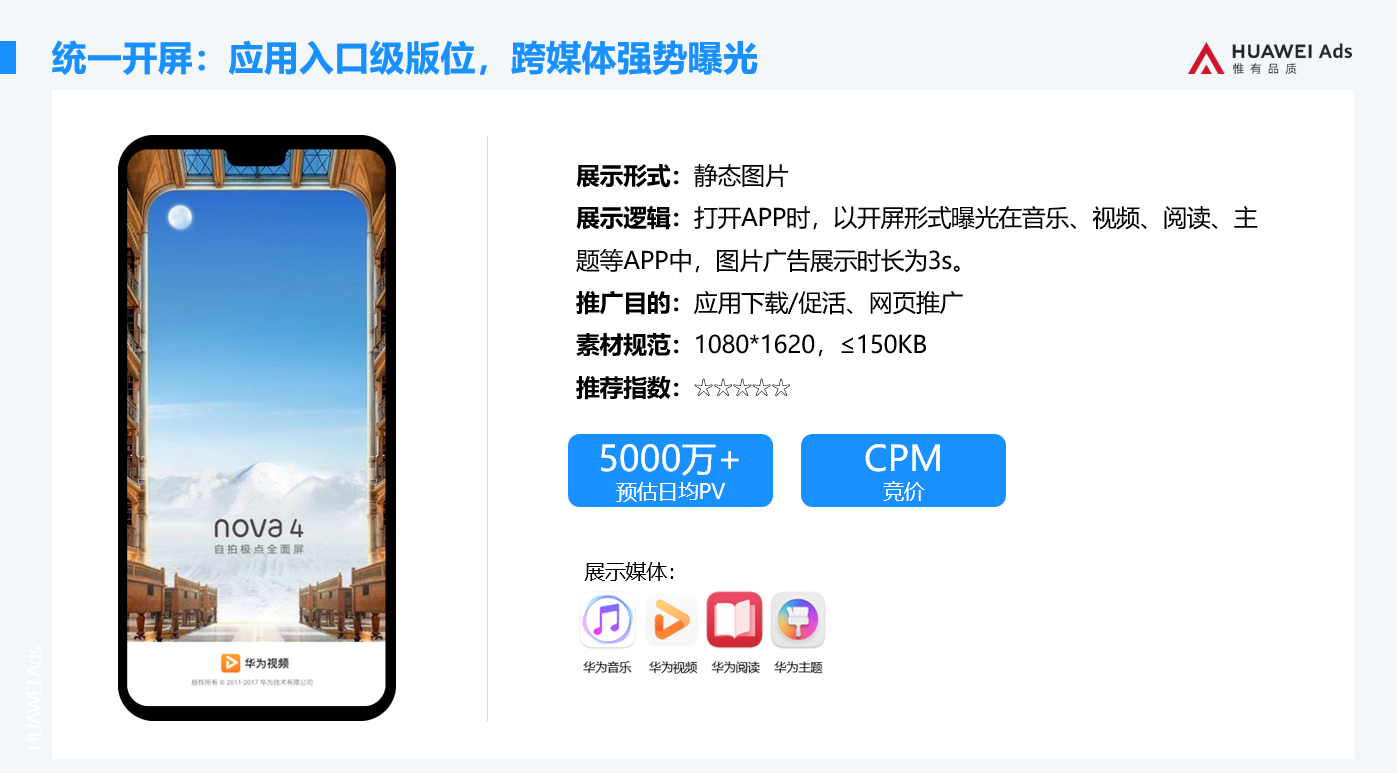 统一开屏：应用入口级版位，跨媒体强势曝光
HUAWEI Ads
惟有品质
nova 4
自拍极点全面屏
华为视频
版权所有 © 2011-2017 华为技术有限公司
展示形式：静态图片
展示逻辑：打开APP时，以开屏形式曝光在音乐、视频、阅读、主
题等APP中，图片广告展示时长为3s。
推广目的：应用下载/促活、网页推广
素材规范：1080*1620，≤150KB
推荐指数：☆☆☆☆☆
5000万+
预估日均PV
CPM
竞价
展示媒体：
华为音乐 华为视频 华为阅读 华为主题
HUAWEI Ads